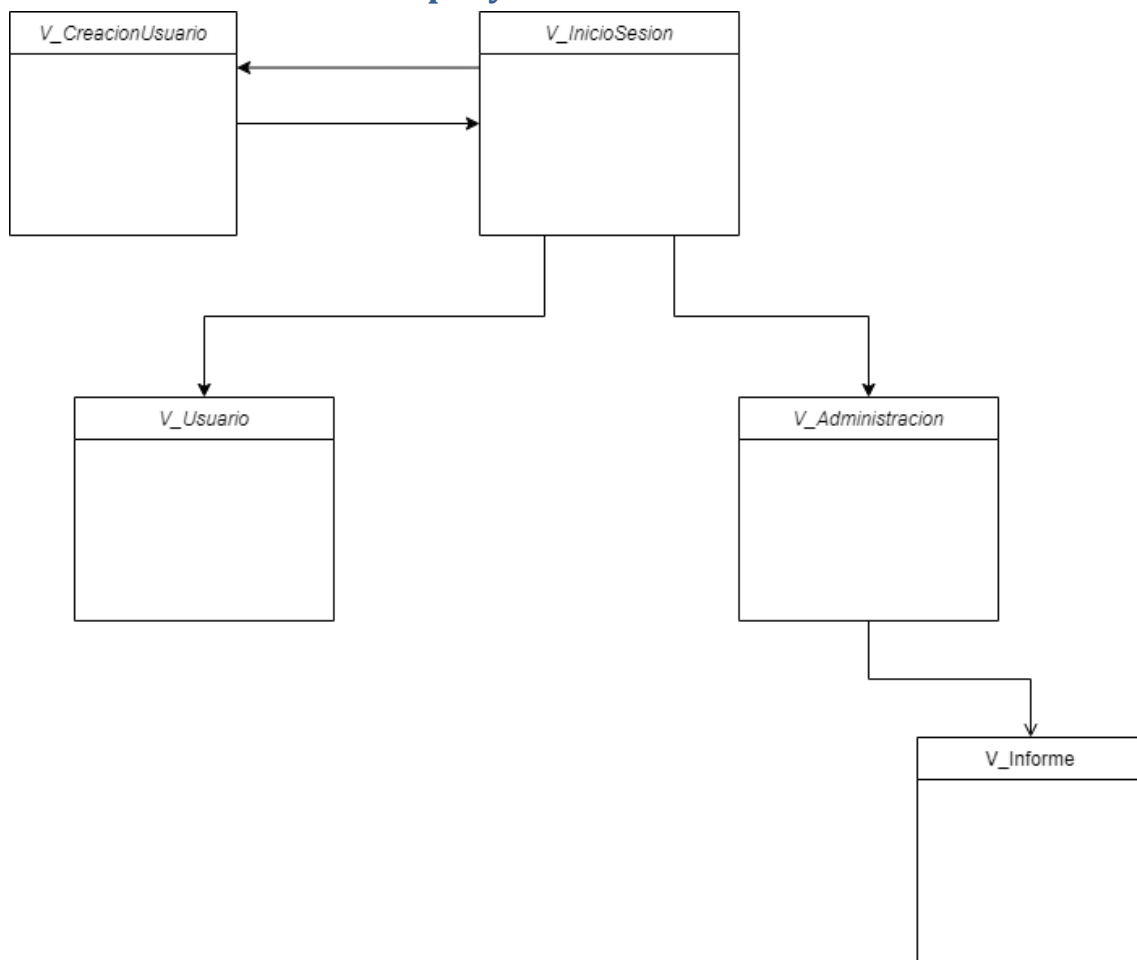 V_CreacionUsuario
V_InicioSesion
V_Usuario
V_Administracion
V_Informe